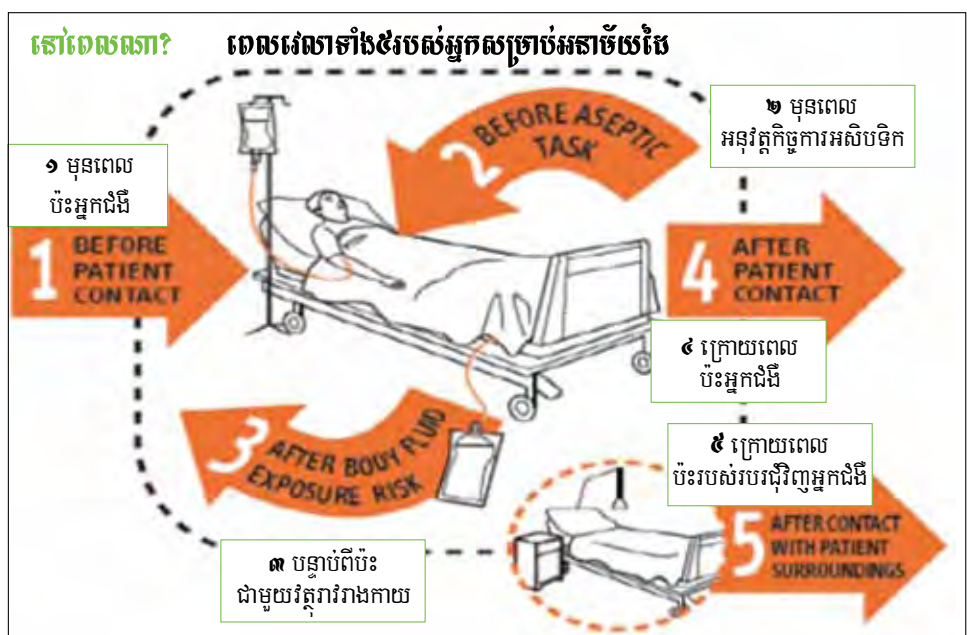 នៅពេលណា? ពេលវេលាទាំង៥របស់អ្នកសម្រាប់អនាម័យដៃ
១ មុនពេល
ប៉ះអ្នកជំងឺ
1 BEFORE
PATIENT
CONTACT
២ មុនពេល
អនុវត្តកិច្ចការអសិបទិក
2 BEFORE ASEPTIC
TASK
៣ បន្ទាប់ពីប៉ះ
ជាមួយវត្ថុរាវរាងកាយ
3 AFTER BODY FLUID
EXPOSURE RISK
4 AFTER
PATIENT
CONTACT
៤ ក្រោយពេល
ប៉ះអ្នកជំងឺ
៥ ក្រោយពេល
ប៉ះរបស់របរជុំវិញអ្នកជំងឺ
5 AFTER CONTACT
WITH PATIENT
SURROUNDINGS